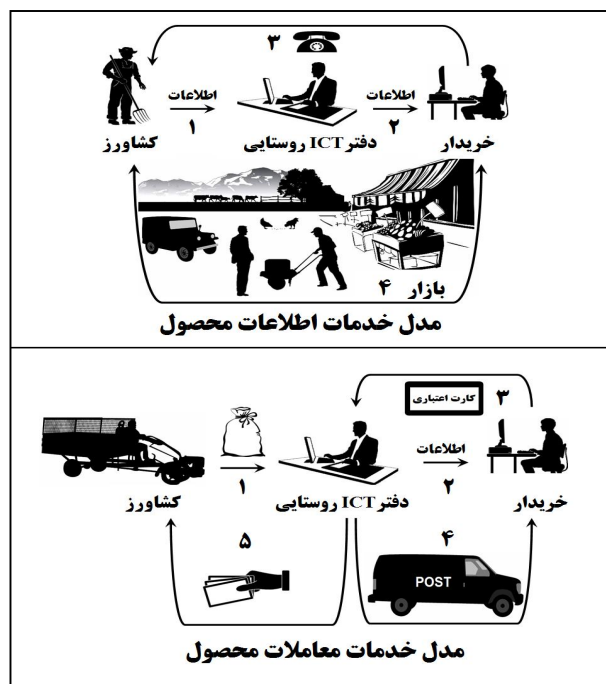 ۳
اطلاعات
اطلاعات
۱
۲
کشاورز
دفتر ICT روستایی
خریدار
بازار ۴
مدل خدمات اطلاعات محصول
کارت اعتباری
۳
اطلاعات
۱
۲
کشاورز
دفتر ICT روستایی
خریدار
۵
۴
POST
مدل خدمات معاملات محصول